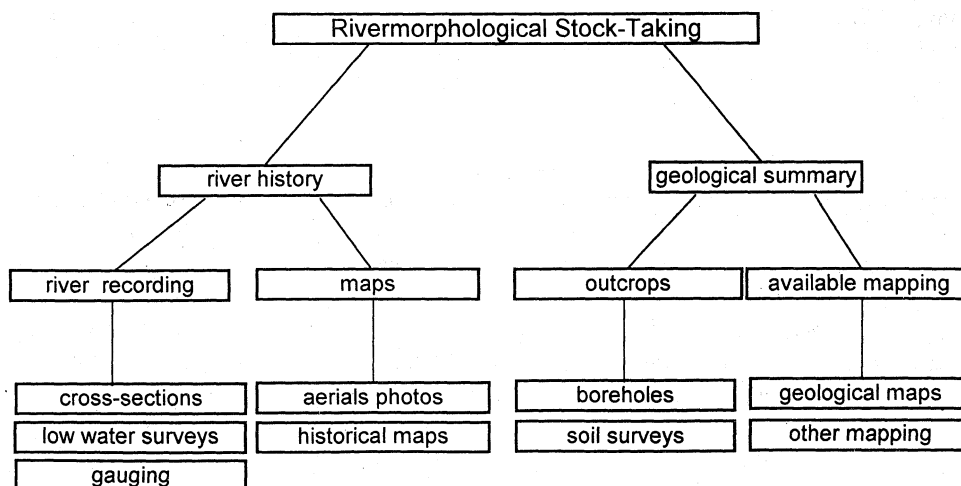 Rivermorphological Stock-Taking
river history
geological summary
river recording
maps
outcrops
available mapping
cross-sections
aerials photos
boreholes
geological maps
low water surveys
historical maps
soil surveys
other mapping
gauging